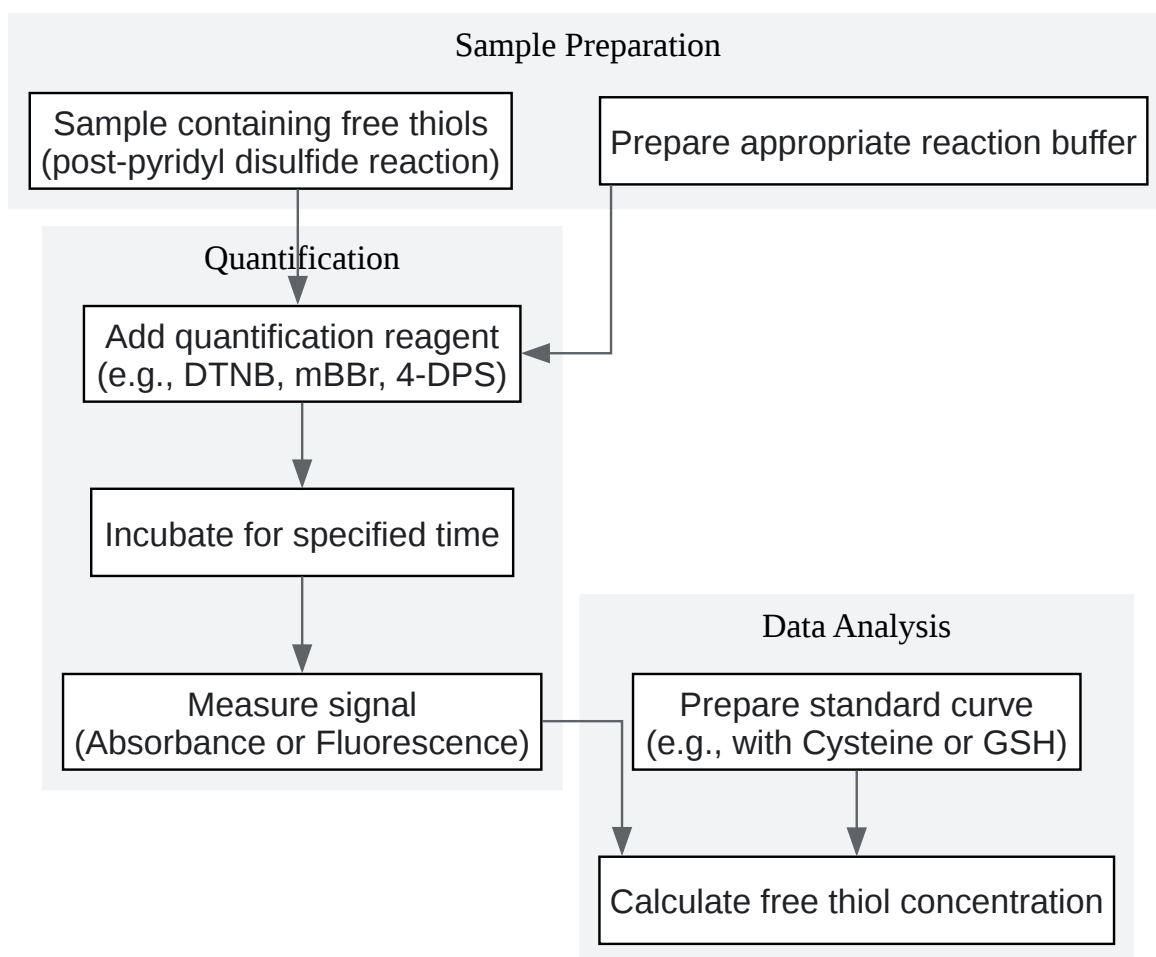 Sample Preparation
Sample containing free thiols
(post-pyridyl disulfide reaction)
Prepare appropriate reaction buffer
Quantification
Add quantification reagent
(e.g., DTNB, mBBr, 4-DPS)
Incubate for specified time
Measure signal
(Absorbance or Fluorescence)
Data Analysis
Prepare standard curve
(e.g., with Cysteine or GSH)
Calculate free thiol concentration